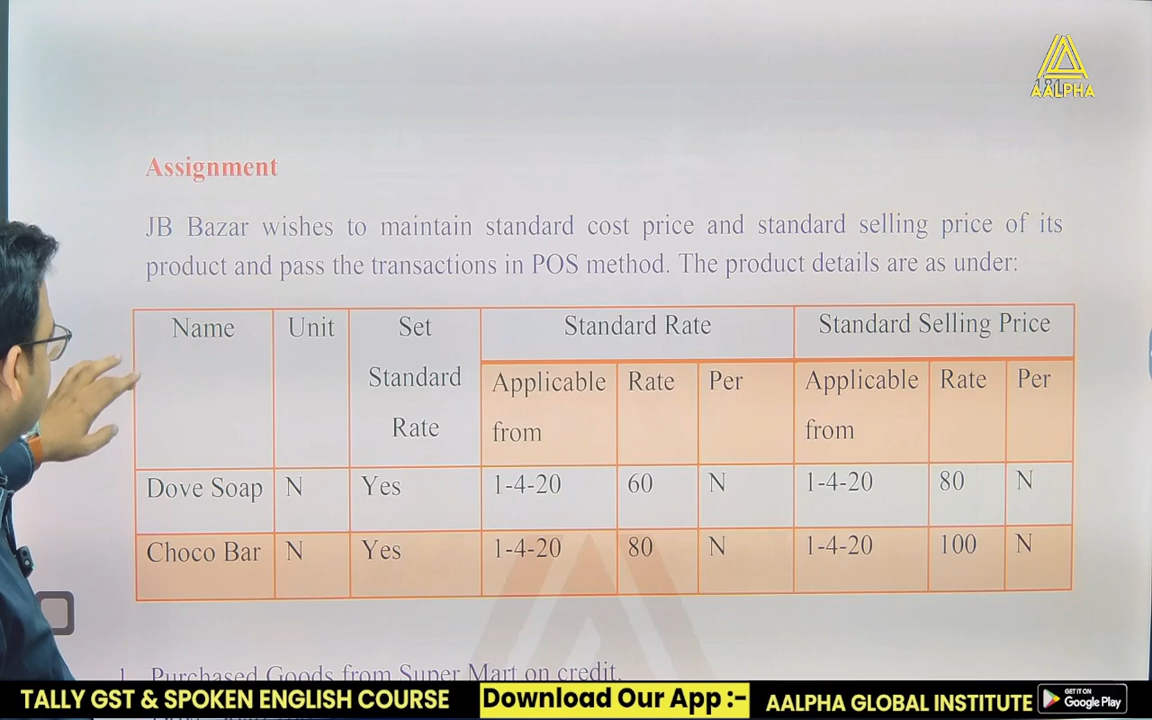 AALPHA
Assignment
JB Bazar wishes to maintain standard cost price and standard selling price of its
product and pass the transactions in POS method. The product details are as under:
Name Unit Set Standard Rate Standard Rate Standard Selling Price
Applicable from Rate Per Applicable from Rate Per
Dove Soap N Yes 1-4-20 60 N 1-4-20 80 N
Choco Bar N Yes 1-4-20 80 N 1-4-20 100 N
1. Purchased Goods from Super Mart on credit.
TALLY GST & SPOKEN ENGLISH COURSE Download Our App :- AALPHA GLOBAL INSTITUTE GET IT ON Google Play